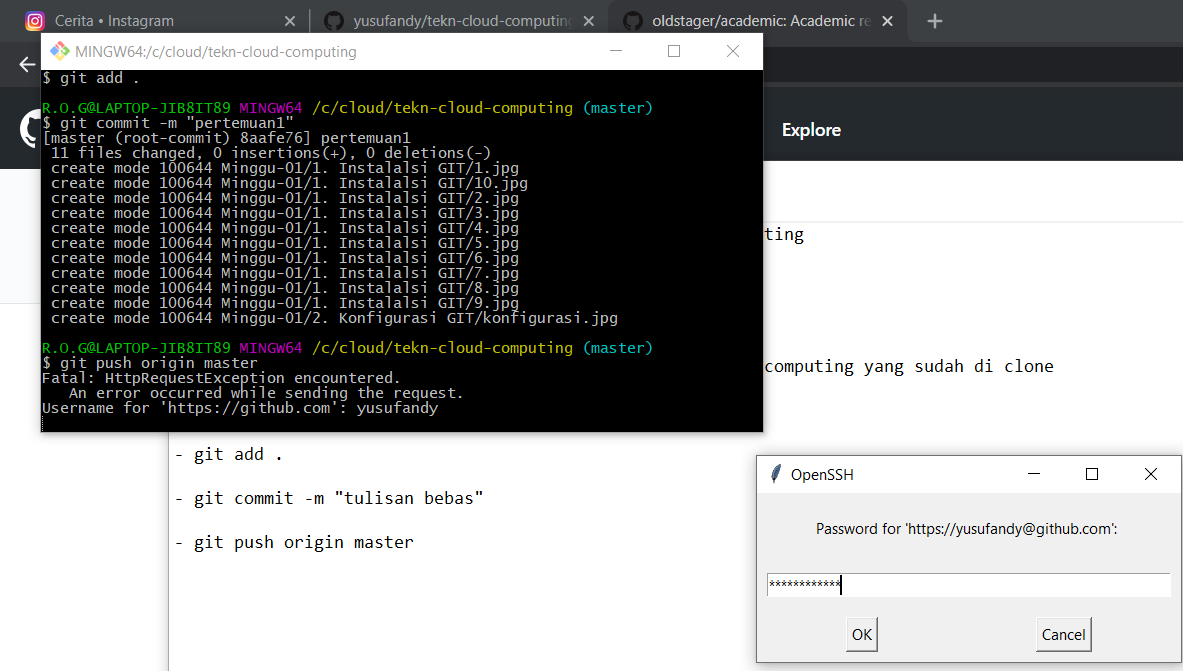 Cerita • Instagram
yusufandy/tekn-cloud-computing
oldstager/academic: Academic re
MINGW64:/c/cloud/tekn-cloud-computing
$ git add .
R.O.G@LAPTOP-JIB8IT89 MINGW64 /c/cloud/tekn-cloud-computing (master)
$ git commit -m "pertemuan1"
[master (root-commit) 8aafe76] pertemuan1
11 files changed, 0 insertions(+), 0 deletions(-)
create mode 100644 Minggu-01/1. Instalalsi GIT/1.jpg
create mode 100644 Minggu-01/1. Instalalsi GIT/10.jpg
create mode 100644 Minggu-01/1. Instalalsi GIT/2.jpg
create mode 100644 Minggu-01/1. Instalalsi GIT/3.jpg
create mode 100644 Minggu-01/1. Instalalsi GIT/4.jpg
create mode 100644 Minggu-01/1. Instalalsi GIT/5.jpg
create mode 100644 Minggu-01/1. Instalalsi GIT/6.jpg
create mode 100644 Minggu-01/1. Instalalsi GIT/7.jpg
create mode 100644 Minggu-01/1. Instalalsi GIT/8.jpg
create mode 100644 Minggu-01/1. Instalalsi GIT/9.jpg
create mode 100644 Minggu-01/2. Konfigurasi GIT/konfigurasi.jpg
R.O.G@LAPTOP-JIB8IT89 MINGW64 /c/cloud/tekn-cloud-computing (master)
$ git push origin master
Fatal: HttpRequestException encountered.
An error occurred while sending the request.
Username for 'https://github.com': yusufandy
Explore
ting
computing yang sudah di clone
- git add .
- git commit -m "tulisan bebas"
- git push origin master
OpenSSH
Password for 'https://yusufandy@github.com':
************
OK
Cancel